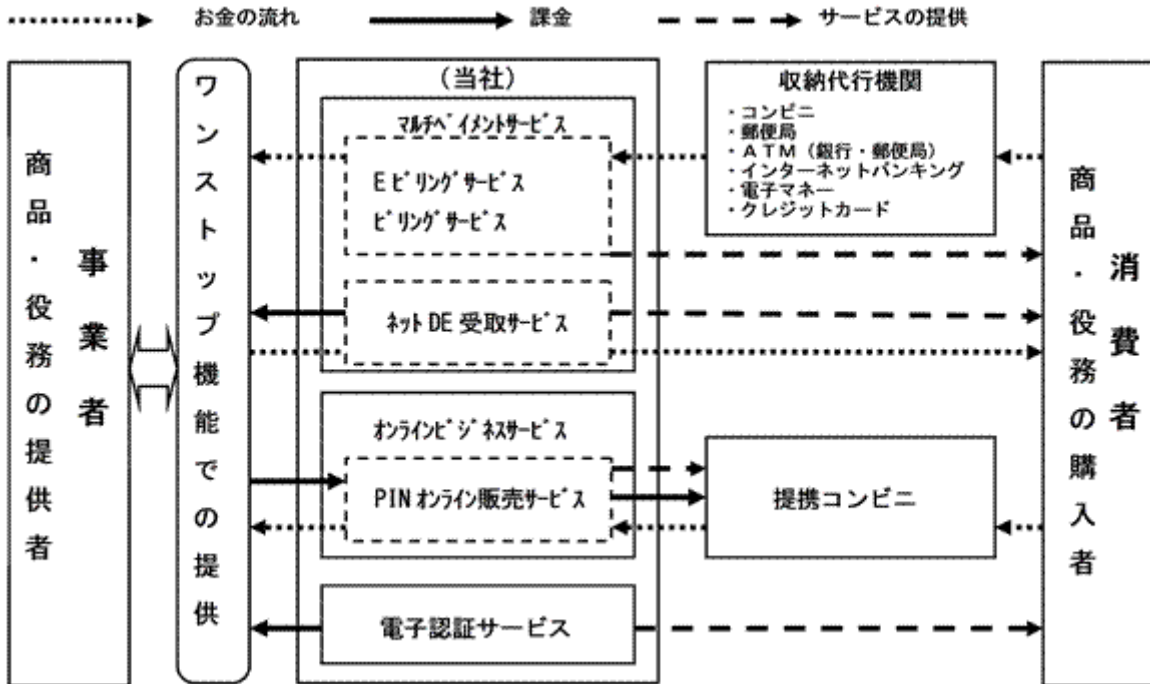 お金の流れ
課金
サービスの提供
商品・役務の提供者
事業者
ワンストップ機能での提供
(当社)
ﾏﾙﾁﾍﾟｲﾒﾝﾄｻｰﾋﾞｽ
Eﾋﾞﾘﾝｸﾞｻｰﾋﾞｽ
ﾋﾞﾘﾝｸﾞｻｰﾋﾞｽ
ﾈｯﾄDE受取ｻｰﾋﾞｽ
ｵﾝﾗｲﾝﾋﾞｼﾞﾈｽｻｰﾋﾞｽ
PINｵﾝﾗｲﾝ販売ｻｰﾋﾞｽ
電子認証サービス
収納代行機関
・コンビニ
・郵便局
・ATM(銀行・郵便局)
・インターネットバンキング
・電子マネー
・クレジットカード
提携コンビニ
商品・役務の購入者
消費者